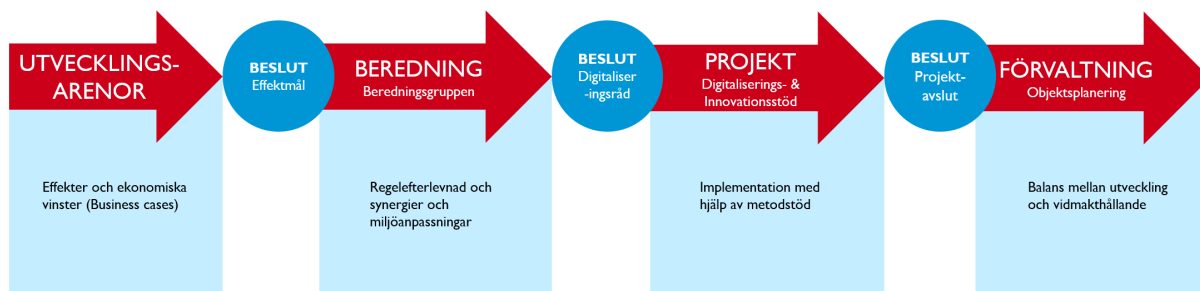 UTVECKLINGS-
ARENOR
BESLUT
Effektmål
BEREDNING
Beredningsgruppen
BESLUT
Digitaliser
-ingsråd
PROJEKT
Digitaliserings- &
Innovationsstöd
BESLUT
Projekt-
avslut
FÖRVALTNING
Objektsplanering
Effekter och ekonomiska
vinster (Business cases)
Regelefterlevnad och
synergier och
miljöanpassningar
Implementation med
hjälp av metodstöd
Balans mellan utveckling
och vidmakthållande